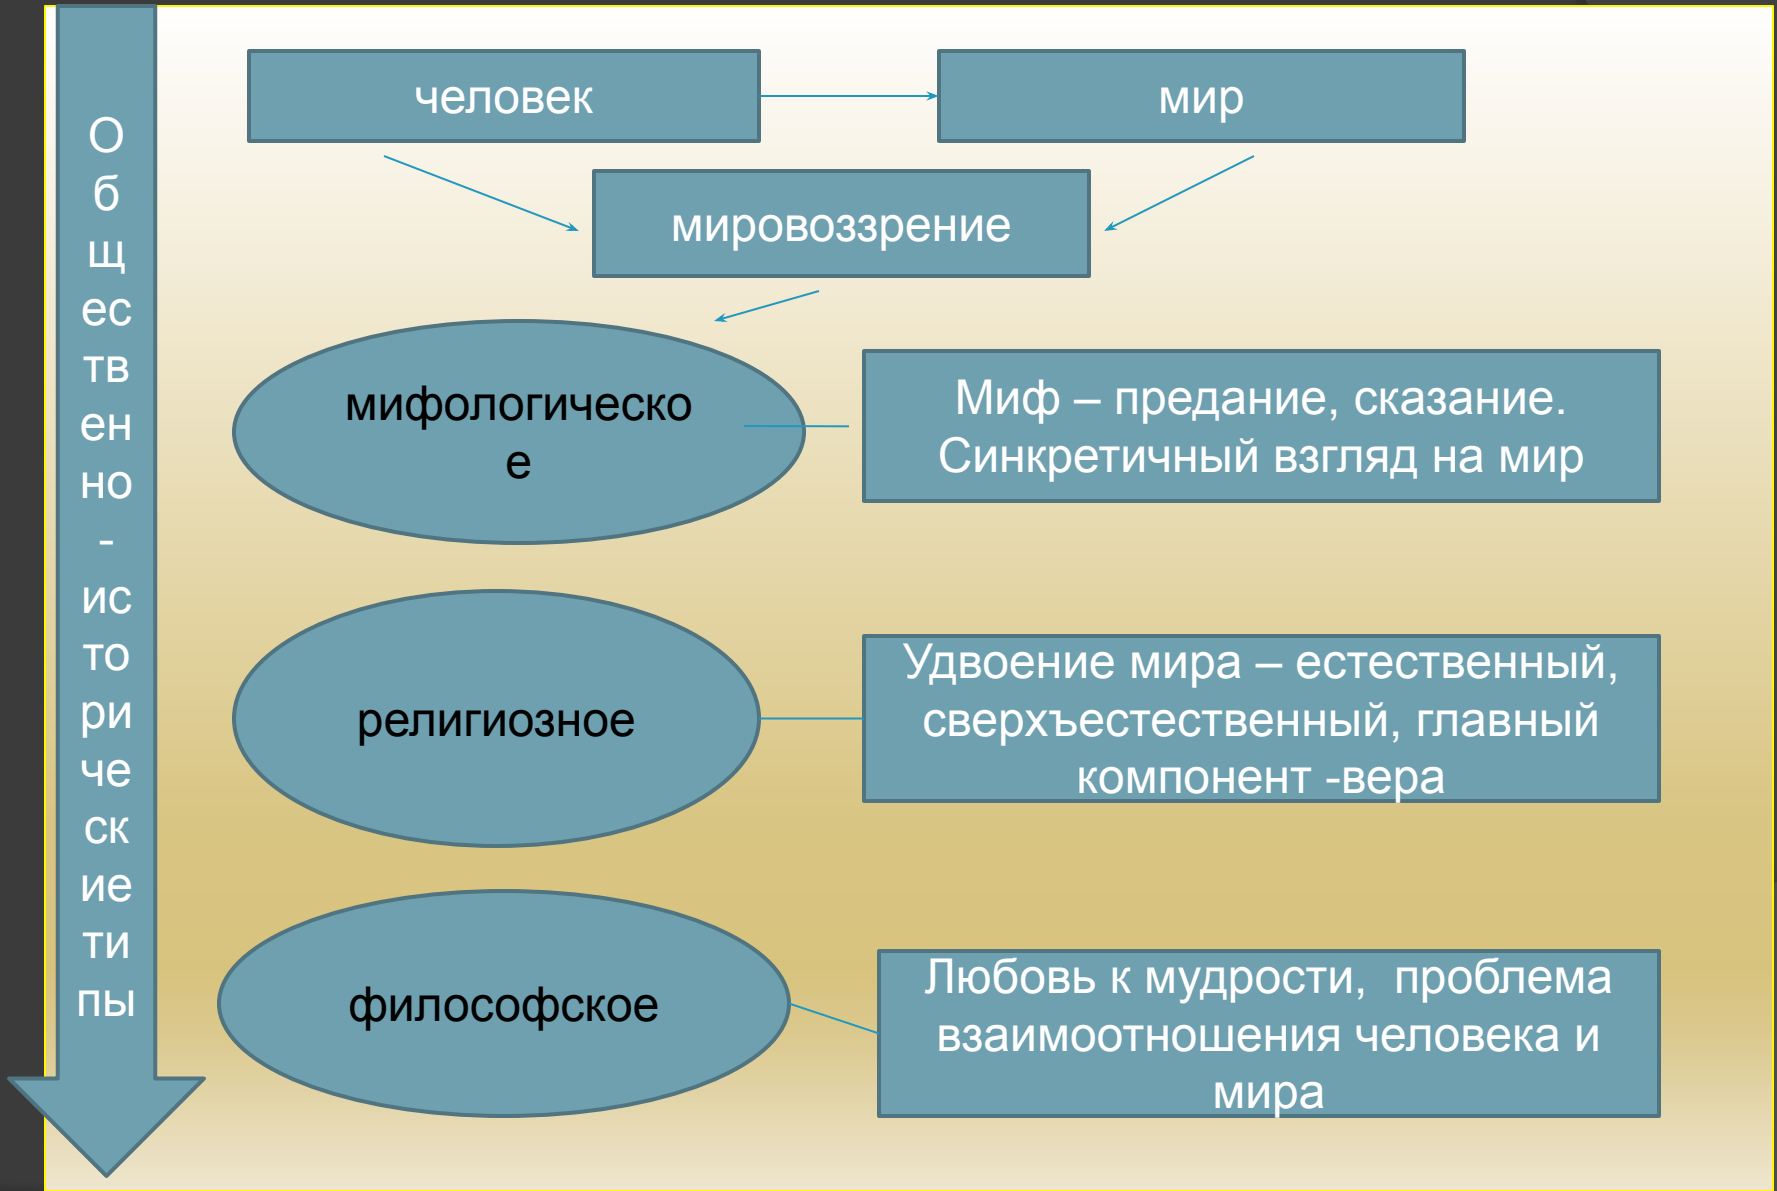 О
б
щ
ес
тв
ен
но
-
ис
то
ри
че
ск
ие
ти
пы
человек
мир
мировоззрение
мифологическо
е
Миф – предание, сказание.
Синкретичный взгляд на мир
религиозное
Удвоение мира – естественный,
сверхъестественный, главный
компонент -вера
философское
Любовь к мудрости,  проблема
взаимоотношения человека и
мира